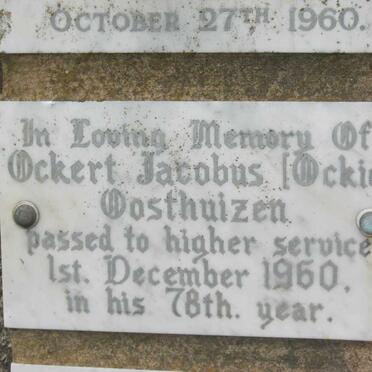 October 27th 1960.
In Loving Memory Of
Ockert Jacobus [Ockie
Oosthuizen
passed to higher service
1st. December 1960,
in his 78th. year.